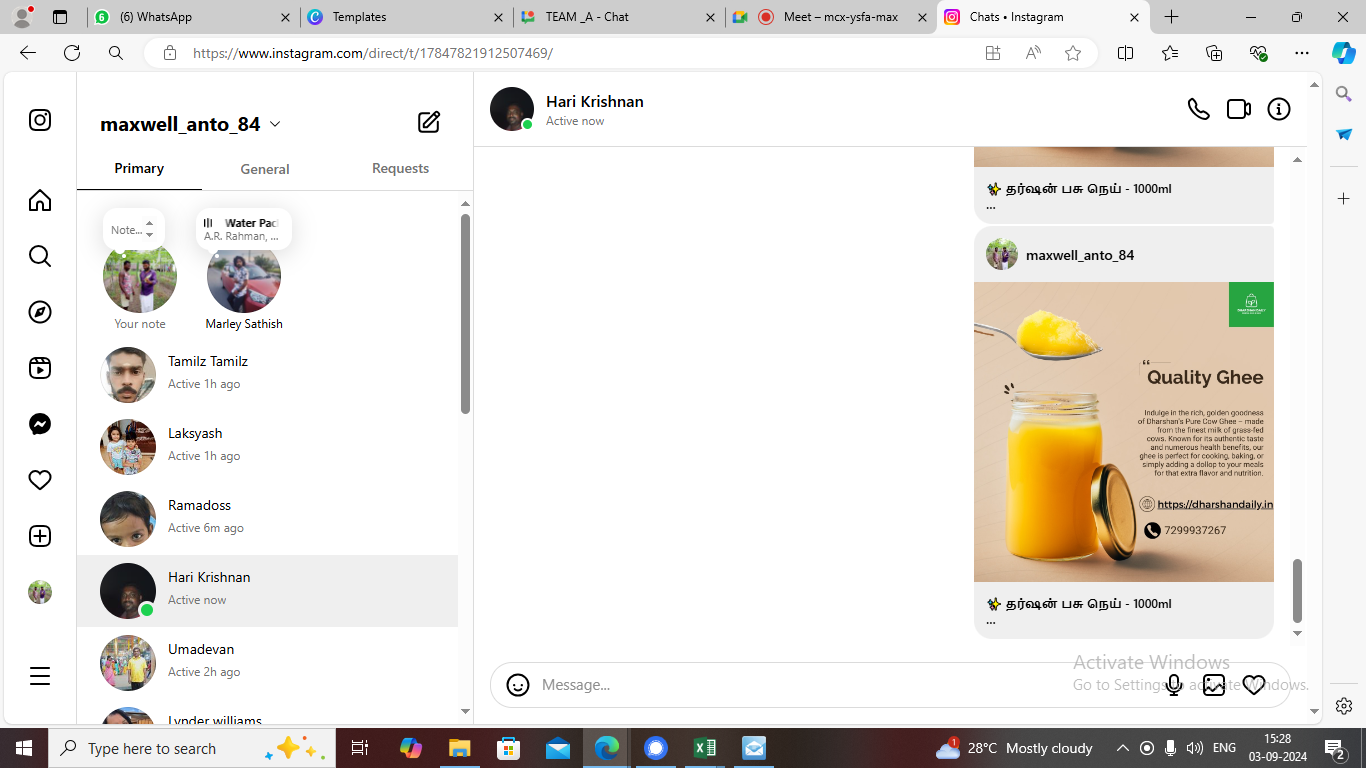 (6) WhatsApp
Templates
TEAM _A - Chat
Meet – mcx-ysfa-max
Chats • Instagram
https://www.instagram.com/direct/t/17847821912507469/
maxwell_anto_84
Primary
General
Requests
Note...
Water Pac
A.R. Rahman, ...
Your note
Marley Sathish
Tamilz Tamilz
Active 1h ago
Laksyash
Active 1h ago
Ramadoss
Active 6m ago
Hari Krishnan
Active now
Umadevan
Active 2h ago
Lynder williams
Hari Krishnan
Active now
✨ தர்ஷன் பசு நெய் - 1000ml
...
maxwell_anto_84
DHARSHAN DAILY
“
Quality Ghee
Indulge in the rich, golden goodness
of Dharshan's Pure Cow Ghee – made
from the finest milk of grass-fed
cows. Known for its authentic taste
and numerous health benefits, our
ghee is perfect for cooking, baking, or
simply adding a dollop to your meals
for that extra flavor and nutrition.
https://dharshandaily.in
7299937267
✨ தர்ஷன் பசு நெய் - 1000ml
...
Message...
Activate Windows
Go to Settings to activate Windows.
Type here to search
1
28°C Mostly cloudy
ENG
15:28
03-09-2024
2